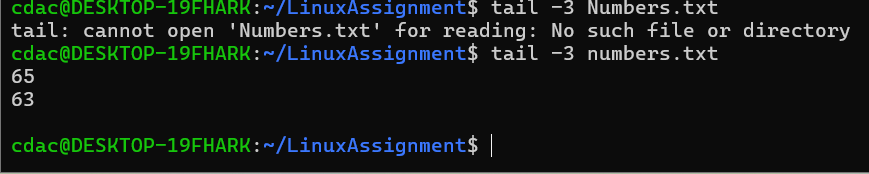 cdac@DESKTOP-19FHARK:~/LinuxAssignment$ tail -3 Numbers.txt
tail: cannot open 'Numbers.txt' for reading: No such file or directory
cdac@DESKTOP-19FHARK:~/LinuxAssignment$ tail -3 numbers.txt
65
63
cdac@DESKTOP-19FHARK:~/LinuxAssignment$